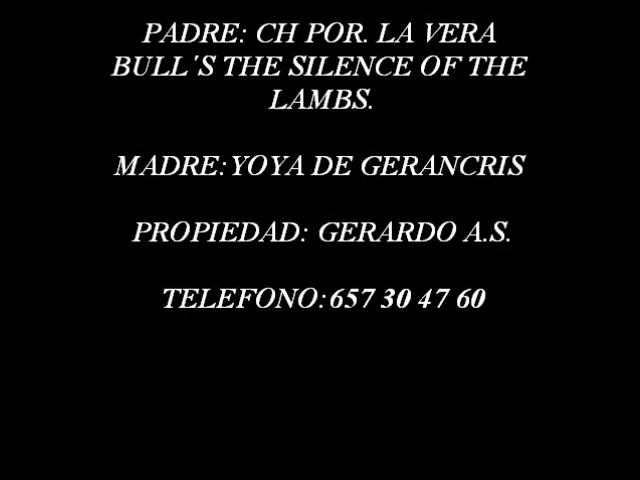 PADRE: CH POR. LA VERA
BULL'S THE SILENCE OF THE
LAMBS.
MADRE:YOYA DE GERANCRIS
PROPIEDAD: GERARDO A.S.
TELEFONO:657 30 47 60